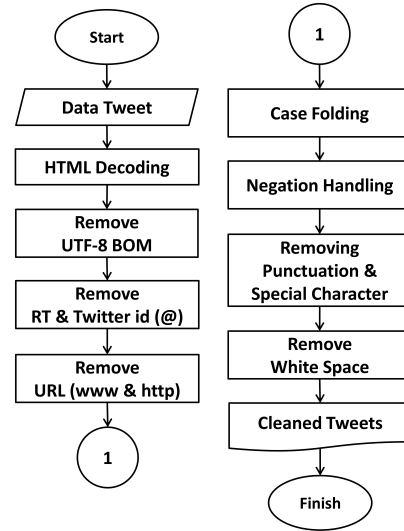 Start
Data Tweet
HTML Decoding
Remove
UTF-8 BOM
Remove
RT & Twitter id (@)
Remove
URL (www & http)
1
1
Case Folding
Negation Handling
Removing
Punctuation &
Special Character
Remove
White Space
Cleaned Tweets
Finish